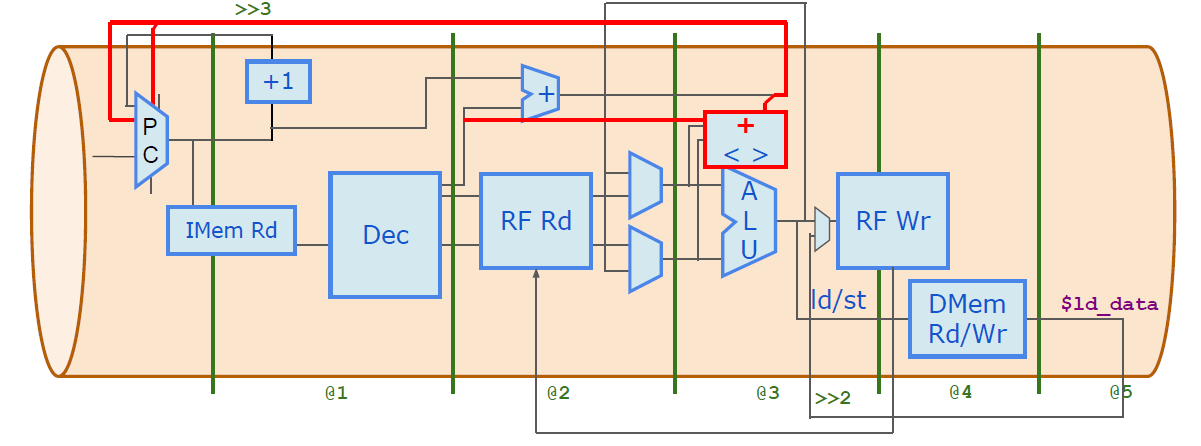 >>3
+1
+
+
< >
P
C
IMem Rd
Dec
RF Rd
A
L
U
RF Wr
ld/st
DMem
Rd/Wr
$ld_data
@1
@2
@3
>>2
@4
@5